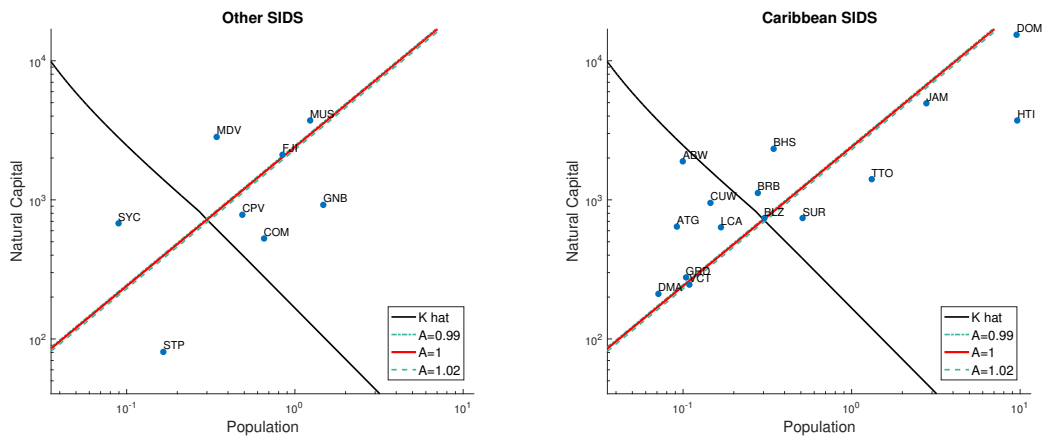 Other SIDS
Natural Capital
10^4
10^3
10^2
MUS
MDV
FJI
GNB
CPV
SYC
COM
STP
K hat
A=0.99
A=1
A=1.02
10^-1
10^0
10^1
Population
Caribbean SIDS
Natural Capital
10^4
10^3
10^2
DOM
JAM
HTI
BHS
ABW
TTO
BRB
CUW
BLZ
SUR
ATG
LCA
GRD
VCT
DMA
K hat
A=0.99
A=1
A=1.02
10^-1
10^0
10^1
Population